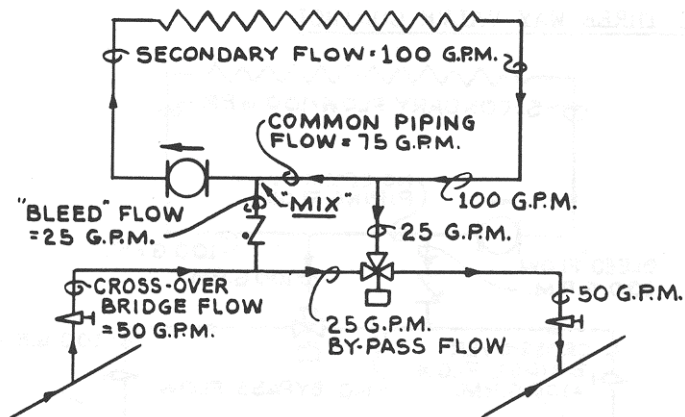 SECONDARY FLOW=100 G.P.M.
COMMON PIPING
FLOW=75 G.P.M.
"BLEED" FLOW
=25 G.P.M.
"MIX"
100 G.P.M.
25 G.P.M.
CROSS-OVER
BRIDGE FLOW
=50 G.P.M.
25 G.P.M.
BY-PASS FLOW
50 G.P.M.